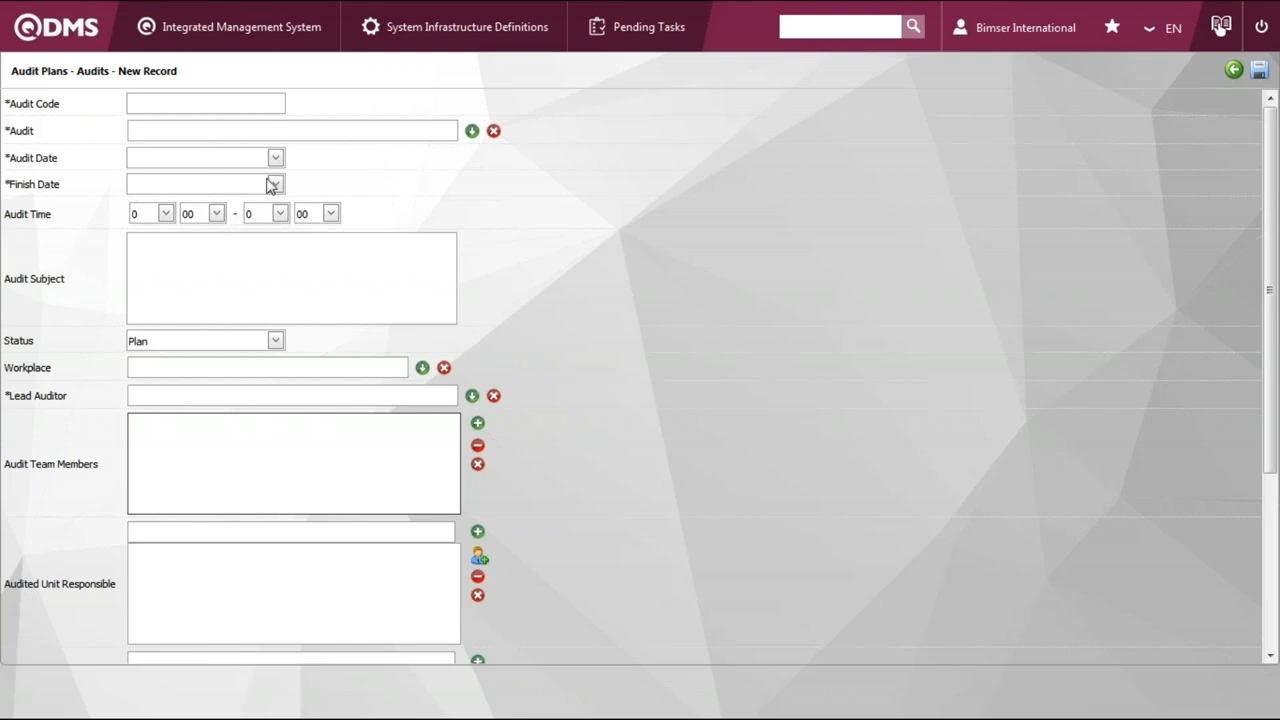 QDMS
Integrated Management System
System Infrastructure Definitions
Pending Tasks
Bimser International
EN
Audit Plans - Audits - New Record
*Audit Code
*Audit
*Audit Date
*Finish Date
Audit Time
0 00 - 0 00
Audit Subject
Status
Plan
Workplace
*Lead Auditor
Audit Team Members
Audited Unit Responsible